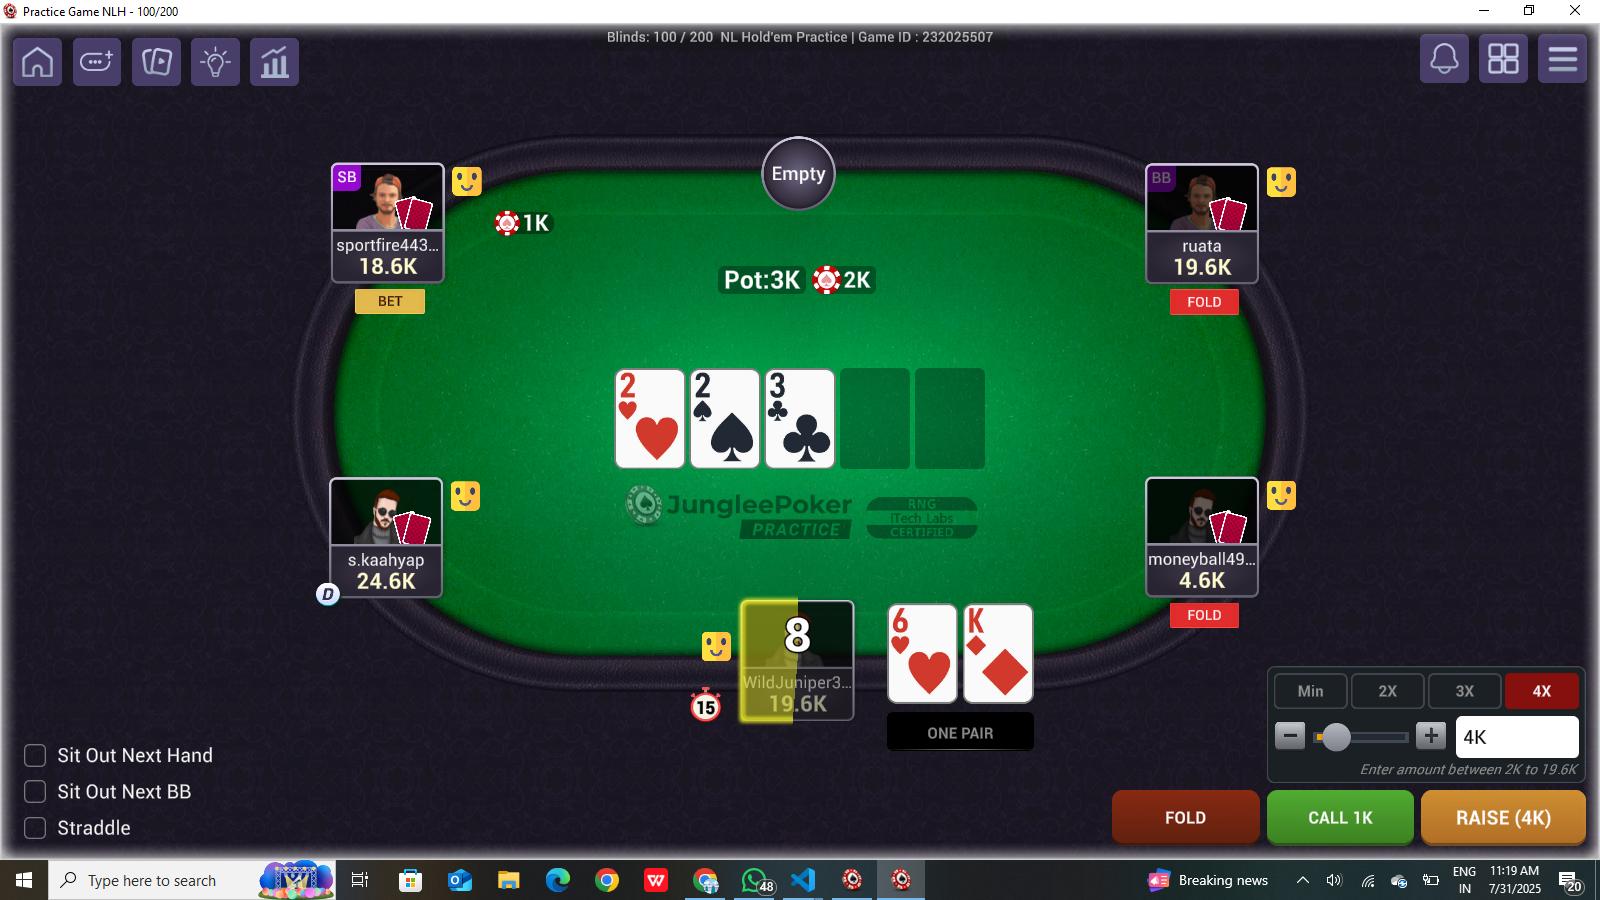 Practice Game NLH - 100/200
Blinds: 100 / 200 NL Hold'em Practice | Game ID : 232025507
SB
sportfire443...
18.6K
BET
1K
Empty
BB
ruata
19.6K
FOLD
Pot:3K 2K
2 2 3
JungleePoker
PRACTICE
RNG
iTech Labs
CERTIFIED
s.kaahyap
24.6K
D
moneyball49...
4.6K
FOLD
8
WildJuniper3...
19.6K
15
6 K
ONE PAIR
Min 2X 3X 4X
4K
Enter amount between 2K to 19.6K
FOLD CALL 1K RAISE (4K)
Sit Out Next Hand
Sit Out Next BB
Straddle
Type here to search
48
Breaking news
ENG
IN
11:19 AM
7/31/2025
20